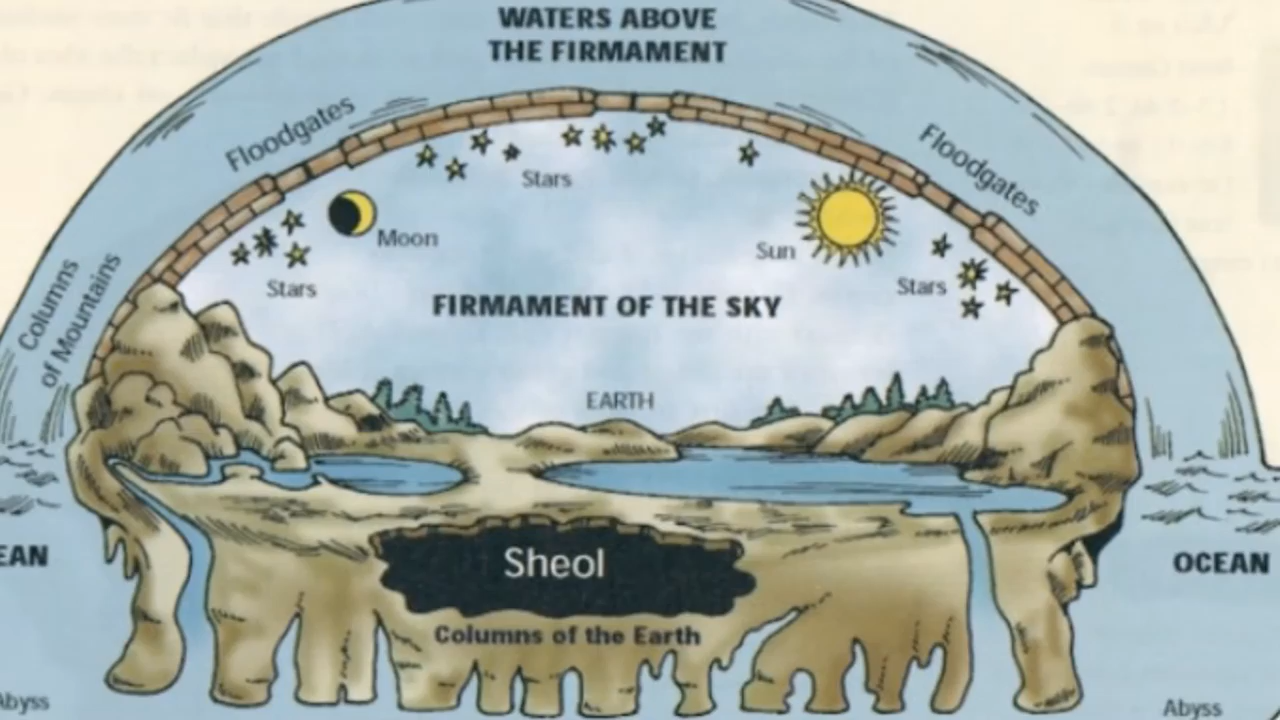 WATERS ABOVE
THE FIRMAMENT
Floodgates
Floodgates
Stars
Moon
Sun
Columns
of Mountains
Stars
Stars
FIRMAMENT OF THE SKY
EARTH
EAN
Sheol
OCEAN
Columns of the Earth
Abyss
Abyss